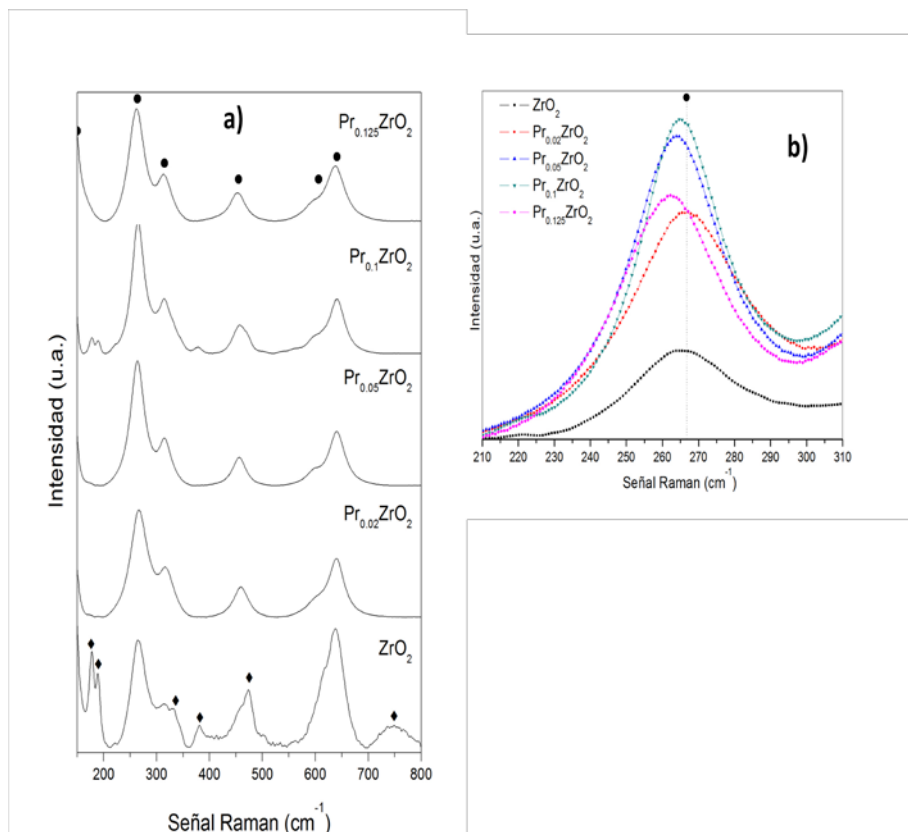 a)
Pr0.125ZrO2
Pr0.1ZrO2
Pr0.05ZrO2
Pr0.02ZrO2
ZrO2
Intensidad (u.a.)
200 300 400 500 600 700 800
Señal Raman (cm-1)
b)
ZrO2
Pr0.02ZrO2
Pr0.05ZrO2
Pr0.1ZrO2
Pr0.125ZrO2
Intensidad (u.a.)
210 220 230 240 250 260 270 280 290 300 310
Señal Raman (cm-1)